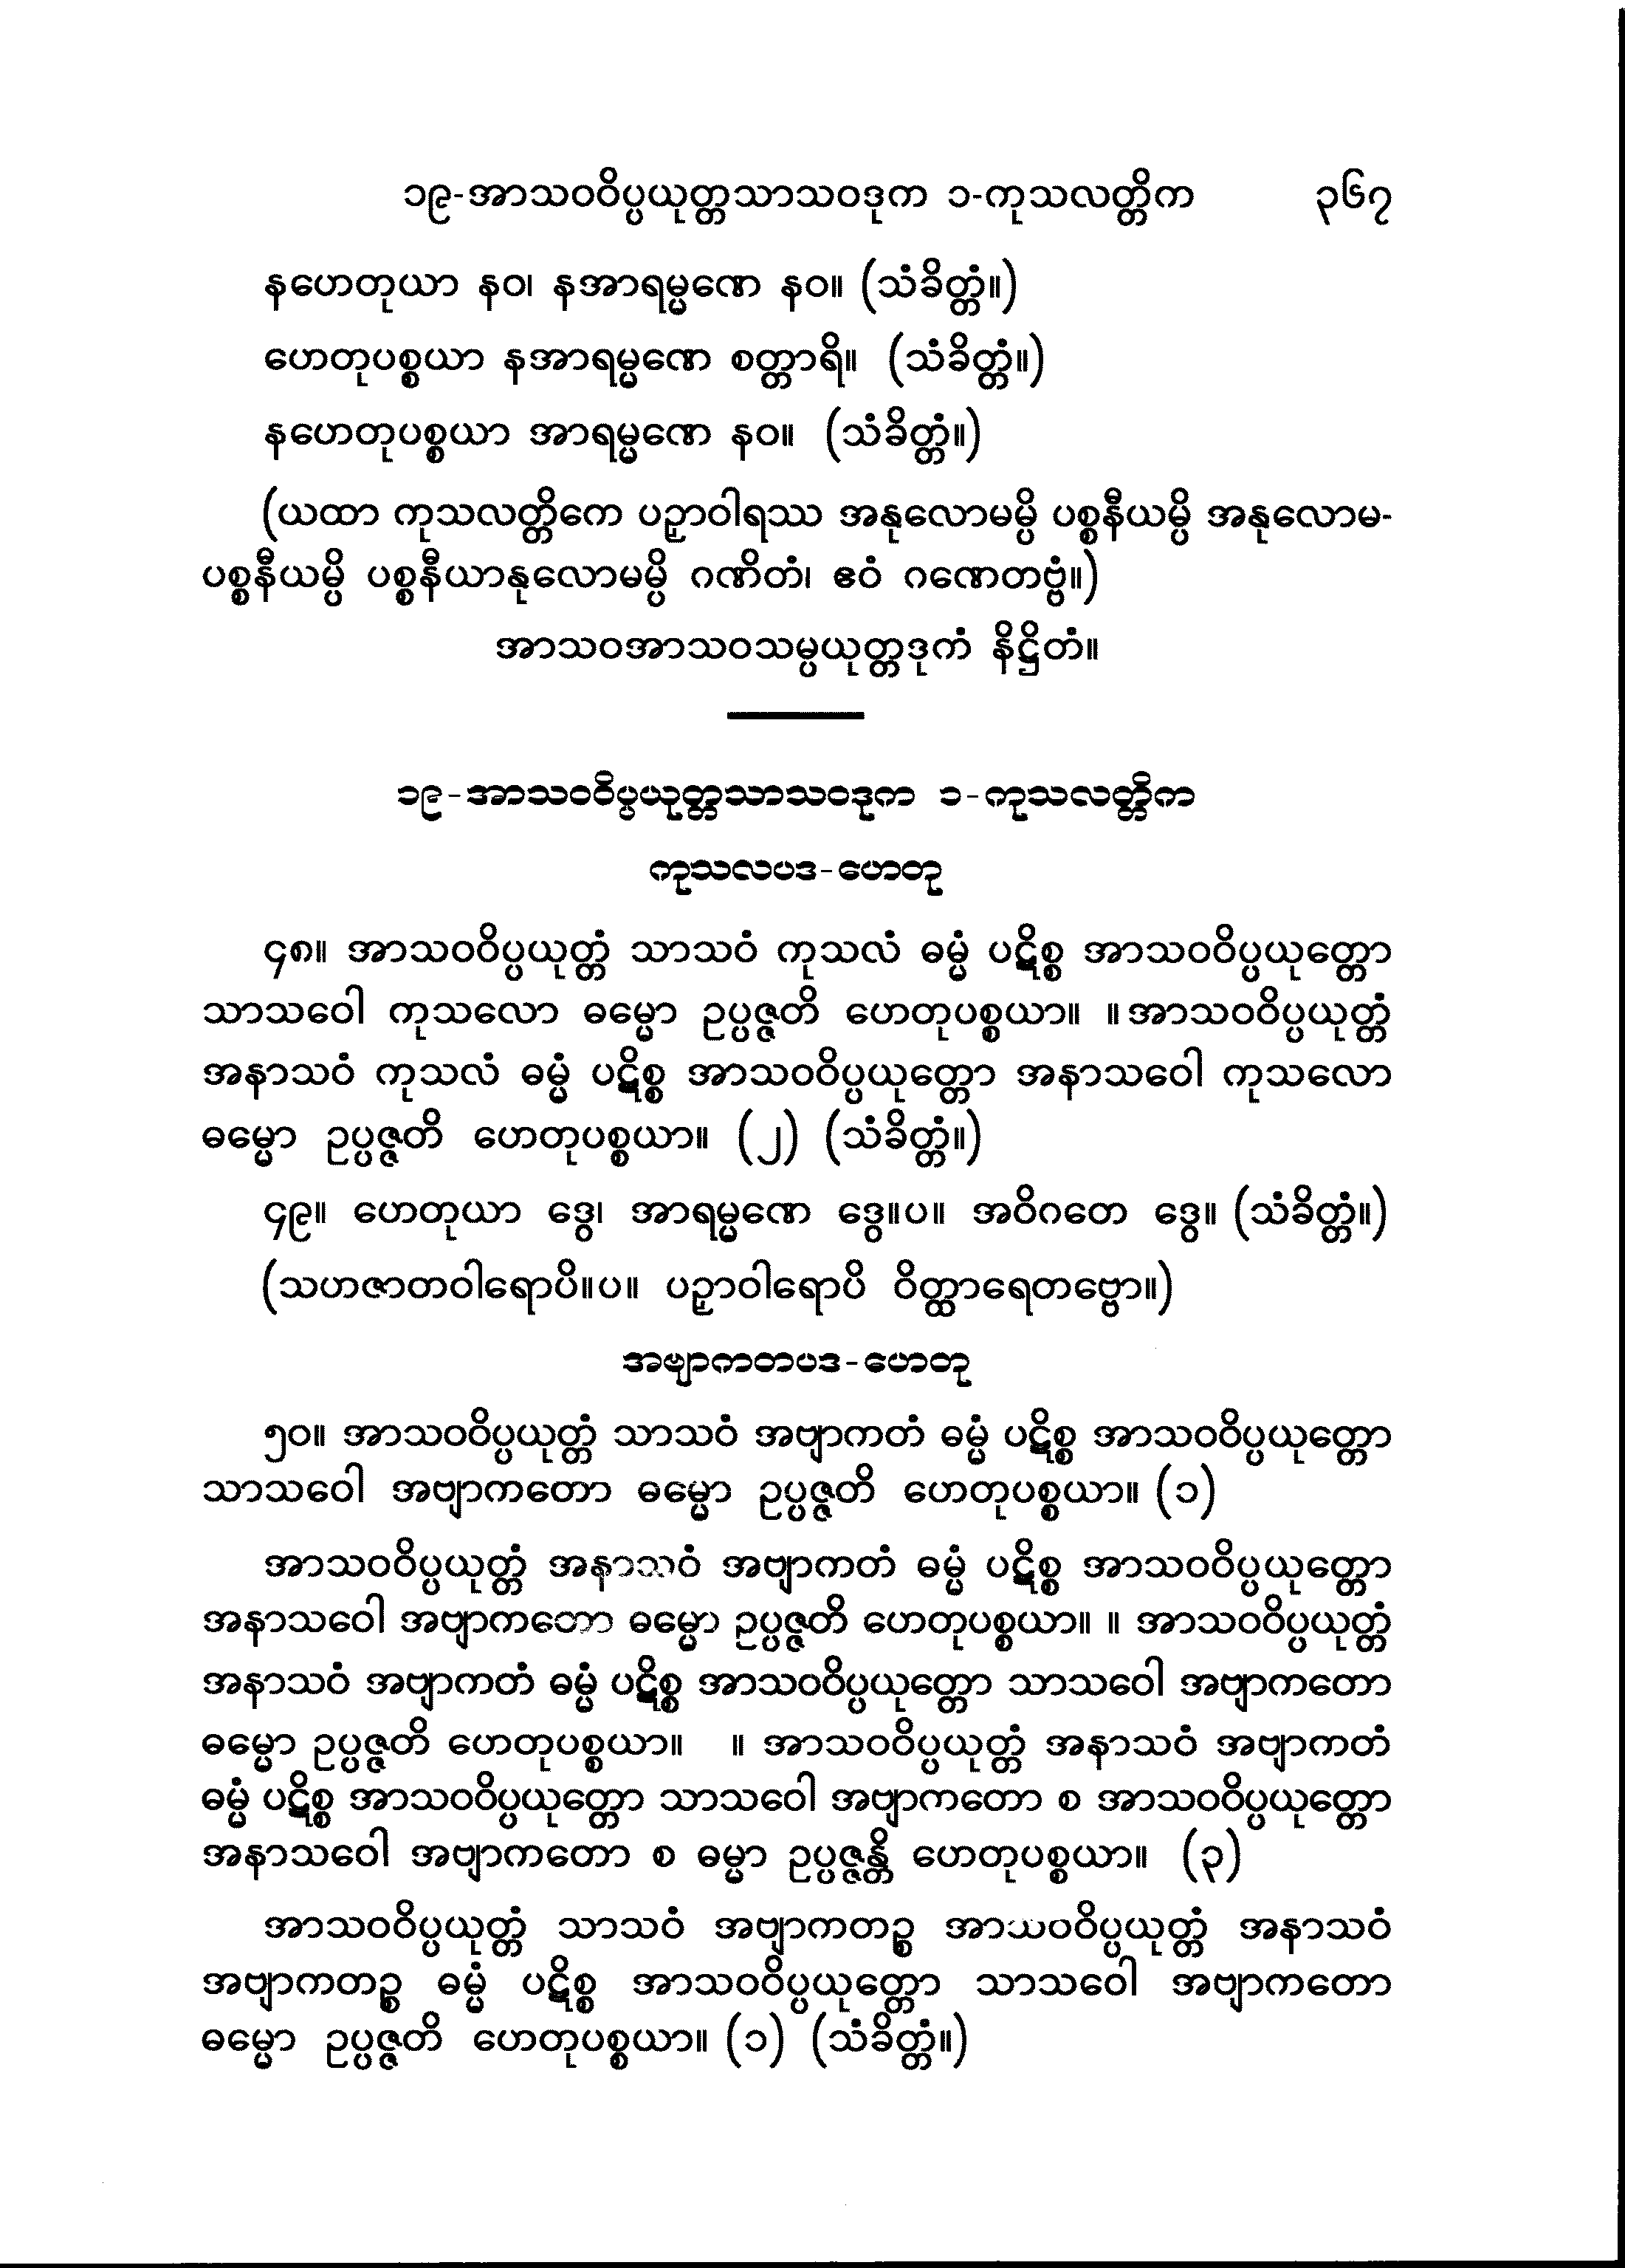 ၁၉-အာသဝဝိပ္ပယုတ္တသာသဝဒုက ၁-ကုသလတ္တိက ၃၆၇
နဟေတုယာ နဝ၊ နအာရမ္မဏေ နဝ။ (သံခိတ္တံ။)
ဟေတုပစ္စယာ နအာရမ္မဏေ စတ္တာရိ။ (သံခိတ္တံ။)
နဟေတုပစ္စယာ အာရမ္မဏေ နဝ။ (သံခိတ္တံ။)
(ယထာ ကုသလတ္တိကေ ပဉှာဝါရဿ အနုလောမမ္ပိ ပစ္စနီယမ္ပိ အနုလောမ-
ပစ္စနီယမ္ပိ ပစ္စနီယာနုလောမမ္ပိ ဂဏိတံ၊ ဧဝံ ဂဏေတဗ္ဗံ။)
အာသဝအာသဝသမ္ပယုတ္တဒုကံ နိဋ္ဌိတံ။
၁၉-အာသဝဝိပ္ပယုတ္တသာသဝဒုက ၁-ကုသလတ္တိက
ကုသလပဒ-ဟေတု
၄၈။ အာသဝဝိပ္ပယုတ္တံ သာသဝံ ကုသလံ ဓမ္မံ ပဋိစ္စ အာသဝဝိပ္ပယုတ္တော
သာသဝေါ ကုသလော ဓမ္မော ဥပ္ပဇ္ဇတိ ဟေတုပစ္စယာ။ ။ အာသဝဝိပ္ပယုတ္တံ
အနာသဝံ ကုသလံ ဓမ္မံ ပဋိစ္စ အာသဝဝိပ္ပယုတ္တော အနာသဝေါ ကုသလော
ဓမ္မော ဥပ္ပဇ္ဇတိ ဟေတုပစ္စယာ။ (၂) (သံခိတ္တံ။)
၄၉။ ဟေတုယာ ဒွေ၊ အာရမ္မဏေ ဒွေ။ပ။ အဝိဂတေ ဒွေ။ (သံခိတ္တံ။)
(သဟဇာတဝါရောပိ။ပ။ ပဉှာဝါရောပိ ဝိတ္ထာရေတဗ္ဗော။)
အဗျာကတပဒ-ဟေတု
၅၀။ အာသဝဝိပ္ပယုတ္တံ သာသဝံ အဗျာကတံ ဓမ္မံ ပဋိစ္စ အာသဝဝိပ္ပယုတ္တော
သာသဝေါ အဗျာကတော ဓမ္မော ဥပ္ပဇ္ဇတိ ဟေတုပစ္စယာ။ (၁)
အာသဝဝိပ္ပယုတ္တံ အနာသဝံ အဗျာကတံ ဓမ္မံ ပဋိစ္စ အာသဝဝိပ္ပယုတ္တော
အနာသဝေါ အဗျာကတော ဓမ္မော ဥပ္ပဇ္ဇတိ ဟေတုပစ္စယာ။ ။ အာသဝဝိပ္ပယုတ္တံ
အနာသဝံ အဗျာကတံ ဓမ္မံ ပဋိစ္စ အာသဝဝိပ္ပယုတ္တော သာသဝေါ အဗျာကတော
ဓမ္မော ဥပ္ပဇ္ဇတိ ဟေတုပစ္စယာ။ ။ အာသဝဝိပ္ပယုတ္တံ အနာသဝံ အဗျာကတံ
ဓမ္မံ ပဋိစ္စ အာသဝဝိပ္ပယုတ္တော သာသဝေါ အဗျာကတော စ အာသဝဝိပ္ပယုတ္တော
အနာသဝေါ အဗျာကတော စ ဓမ္မာ ဥပ္ပဇ္ဇန္တိ ဟေတုပစ္စယာ။ (၃)
အာသဝဝိပ္ပယုတ္တံ သာသဝံ အဗျာကတဉ္စ အာသဝဝိပ္ပယုတ္တံ အနာသဝံ
အဗျာကတဉ္စ ဓမ္မံ ပဋိစ္စ အာသဝဝိပ္ပယုတ္တော သာသဝေါ အဗျာကတော
ဓမ္မော ဥပ္ပဇ္ဇတိ ဟေတုပစ္စယာ။ (၁) (သံခိတ္တံ။)